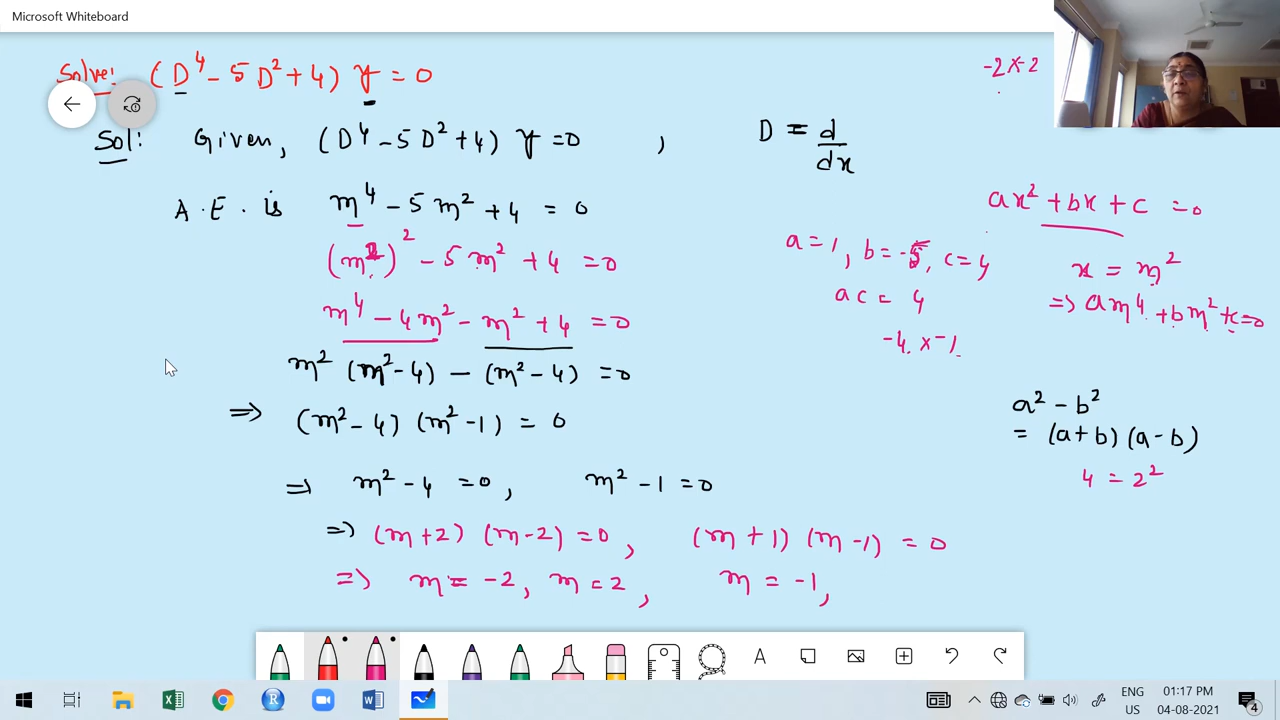 Microsoft Whiteboard
Solve: (D⁴ - 5D² + 4) y = 0
-2 x -2
Sol: Given, (D⁴ - 5D² + 4) y = 0 , D = d/dx
A.E. is m⁴ - 5m² + 4 = 0
(m²)² - 5m² + 4 = 0
m⁴ - 4m² - m² + 4 = 0
m² (m² - 4) - (m² - 4) = 0
⇒ (m² - 4) (m² - 1) = 0
⇒ m² - 4 = 0, m² - 1 = 0
⇒ (m + 2) (m - 2) = 0, (m + 1) (m - 1) = 0
⇒ m = -2, m = 2, m = -1,
a = 1, b = -5, c = 4
ac = 4
-4 x -1
ax² + bx + c = 0
x = m²
⇒ am⁴ + bm² + c = 0
a² - b²
= (a + b) (a - b)
4 = 2²
A
ENG
US
01:17 PM
04-08-2021
4